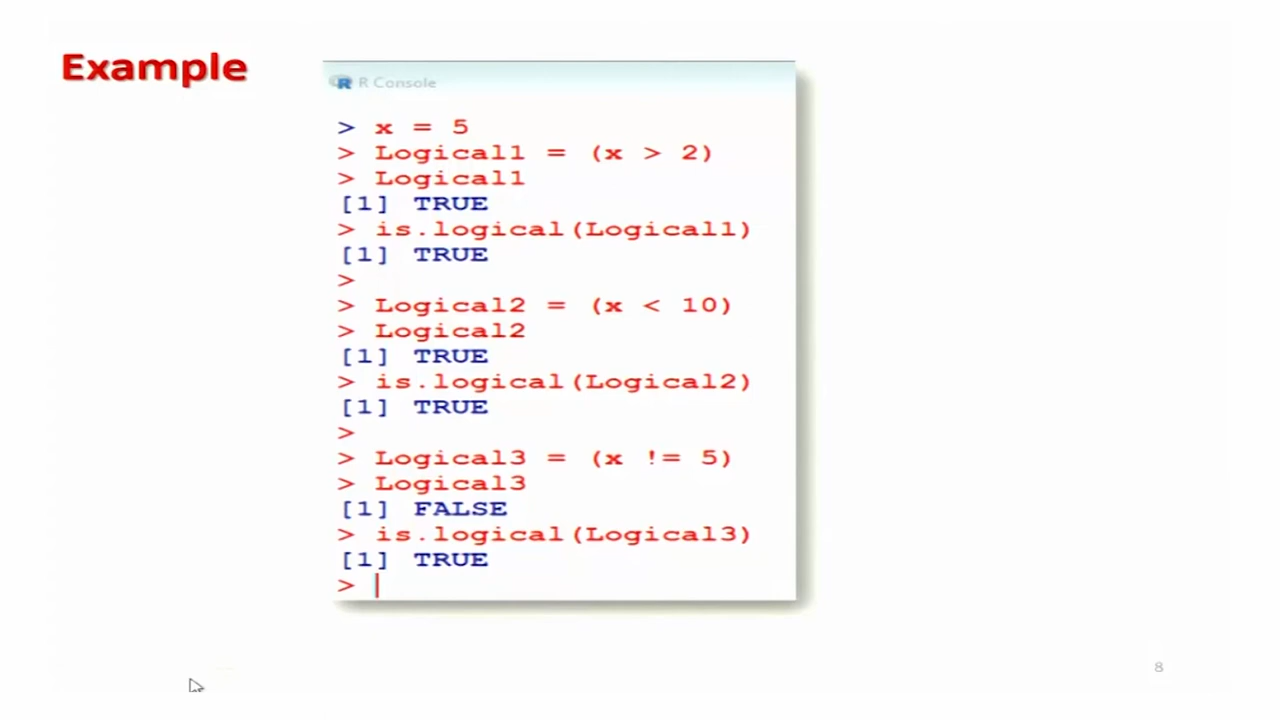 Example
R Console
> x = 5
> Logical1 = (x > 2)
> Logical1
[1] TRUE
> is.logical(Logical1)
[1] TRUE
>
> Logical2 = (x < 10)
> Logical2
[1] TRUE
> is.logical(Logical2)
[1] TRUE
>
> Logical3 = (x != 5)
> Logical3
[1] FALSE
> is.logical(Logical3)
[1] TRUE
>
8